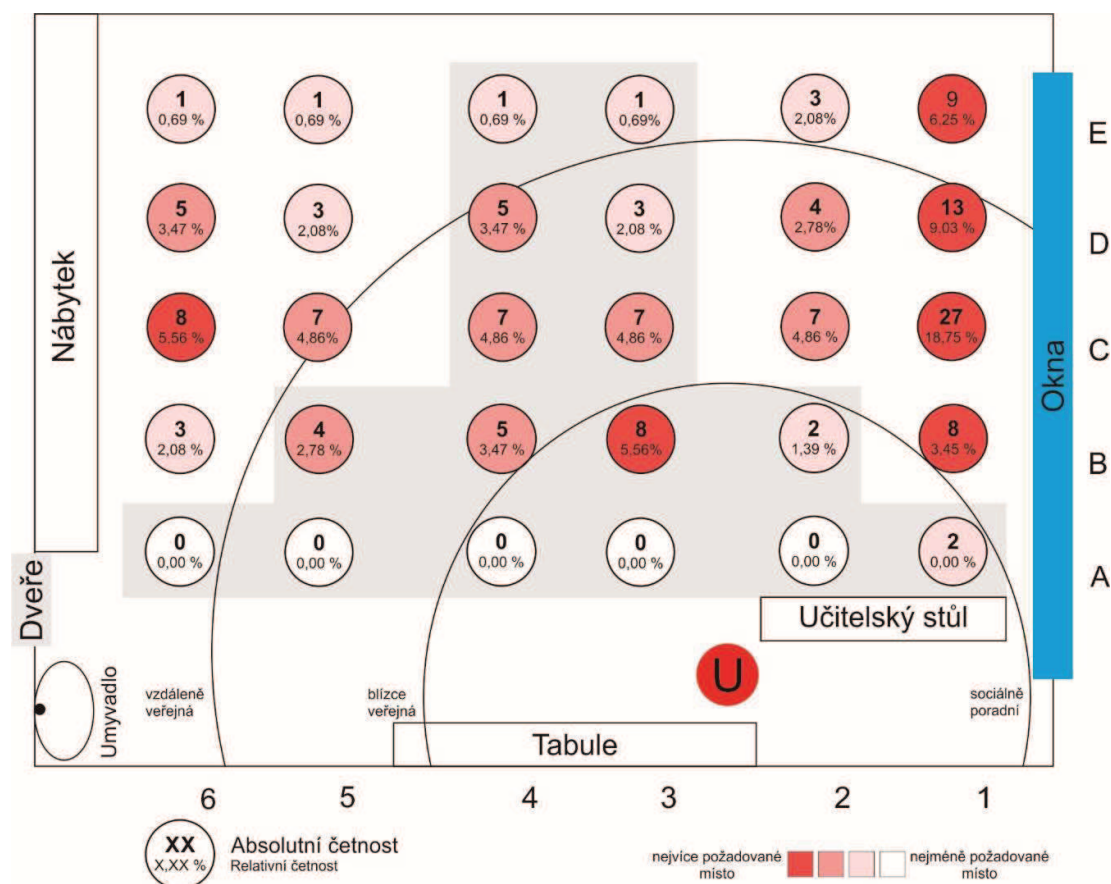 1 1 1 1 3 9
0,69 % 0,69 % 0,69 % 0,69% 2,08% 6,25 %
E
5 3 5 3 4 13
3,47 % 2,08% 3,47 % 2,08 % 2,78% 9,03 %
D
Nábytek
8 7 7 7 7 27
5,56 % 4,86% 4,86 % 4,86 % 4,86 % 18,75 %
C
Okna
3 4 5 8 2 8
2,08 % 2,78 % 3,47 % 5,56% 1,39 % 3,45 %
B
0 0 0 0 0 2
0,00 % 0,00 % 0,00 % 0,00 % 0,00 % 0,00 %
A
Dveře
Učitelský stůl
U
Umyvadlo
vzdáleně
veřejná
blízce
veřejná
sociálně
poradní
Tabule
6 5 4 3 2 1
XX
X,XX %
Absolutní četnost
Relativní četnost
nejvíce požadované
místo
nejméně požadované
místo